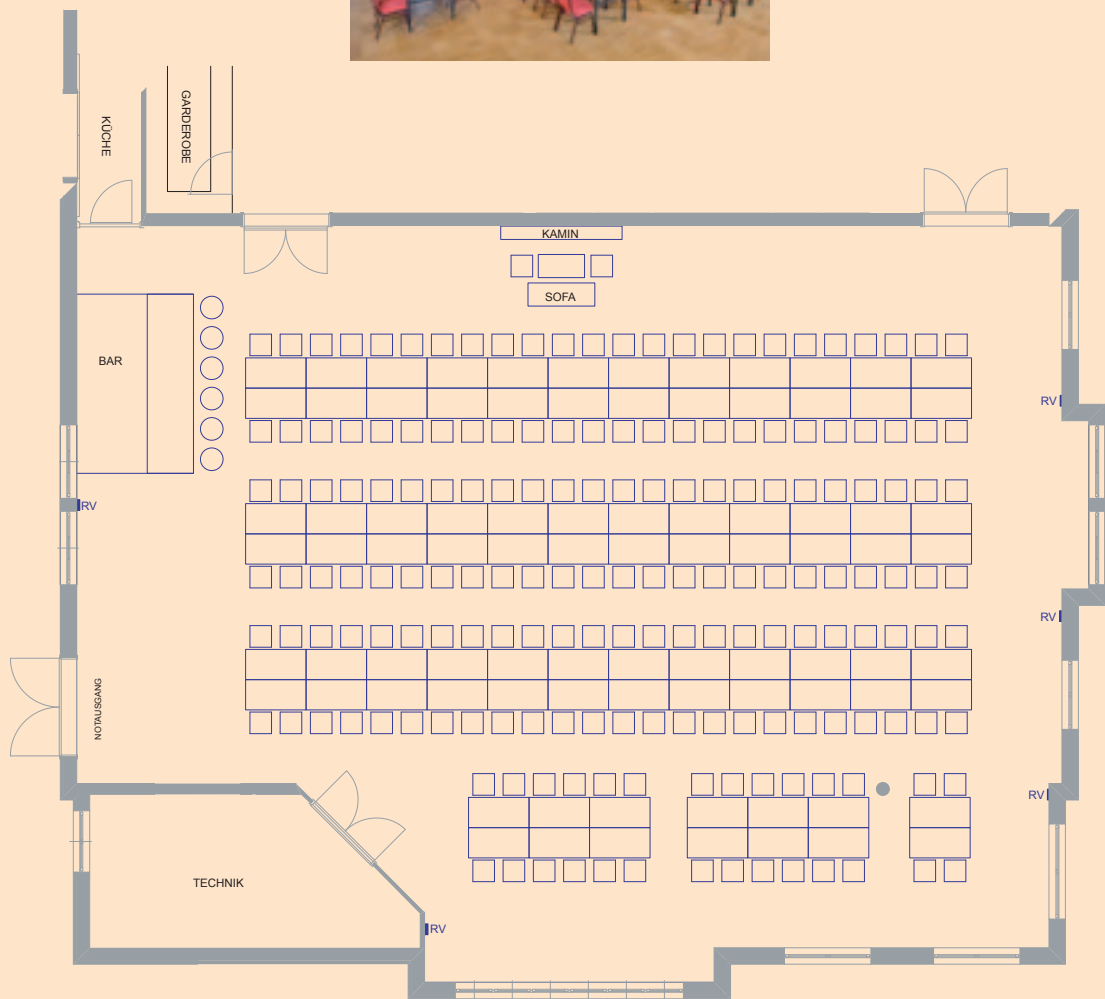 KÜCHE
GARDEROBE
KAMIN
SOFA
BAR
RV
RV
RV
NOTAUSGANG
RV
TECHNIK
RV